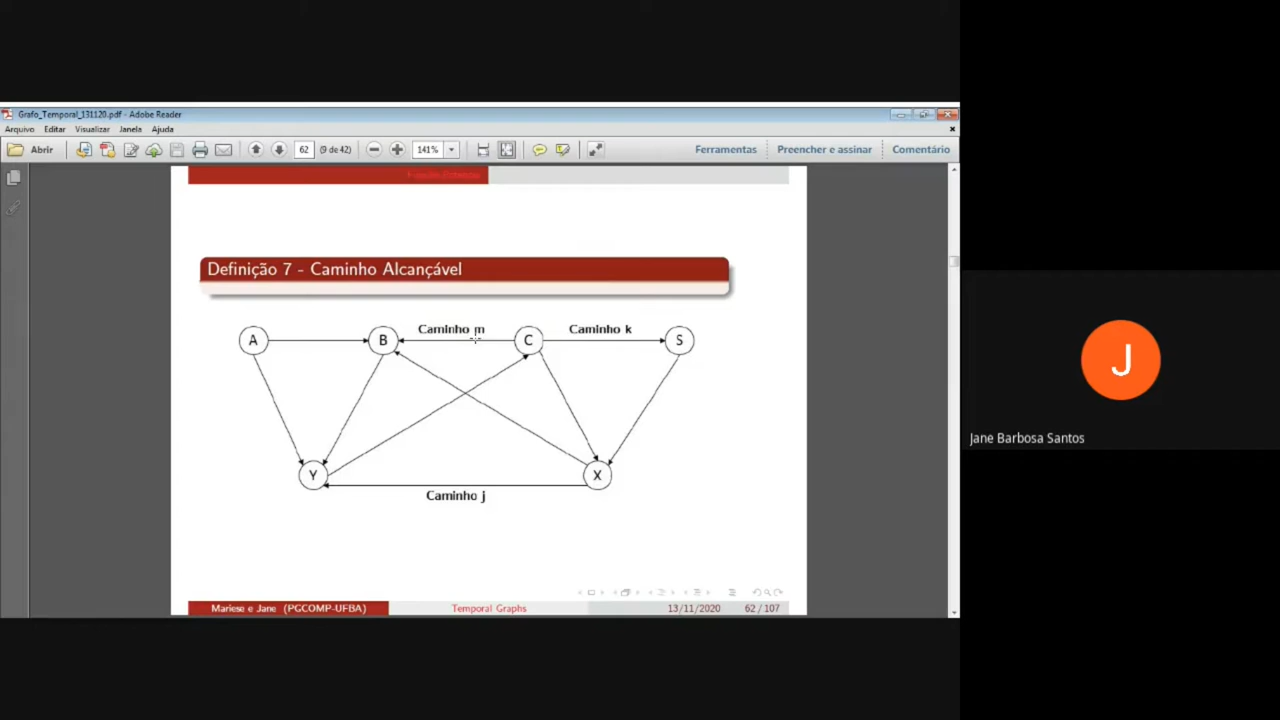 Grafo_Temporal_131120.pdf - Adobe Reader
Arquivo Editar Visualizar Janela Ajuda
Abrir 62 (9 de 42) 141% Ferramentas Preencher e assinar Comentário
Definição 7 - Caminho Alcançável
Caminho m Caminho k
A B C S
Y X
Caminho j
Mariese e Jane (PGCOMP-UFBA) Temporal Graphs 13/11/2020 62 / 107
J
Jane Barbosa Santos